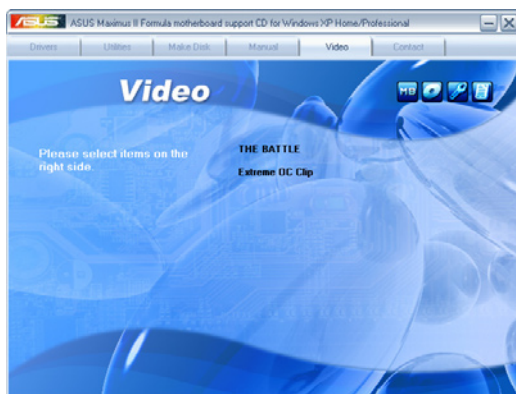 ASUS ASUS Maximus II Formula motherboard support CD for Windows XP Home/Professional
Drivers Utilities Make Disk Manual Video Contact
Video
MB
Please select items on the
right side.
THE BATTLE
Extreme OC Clip